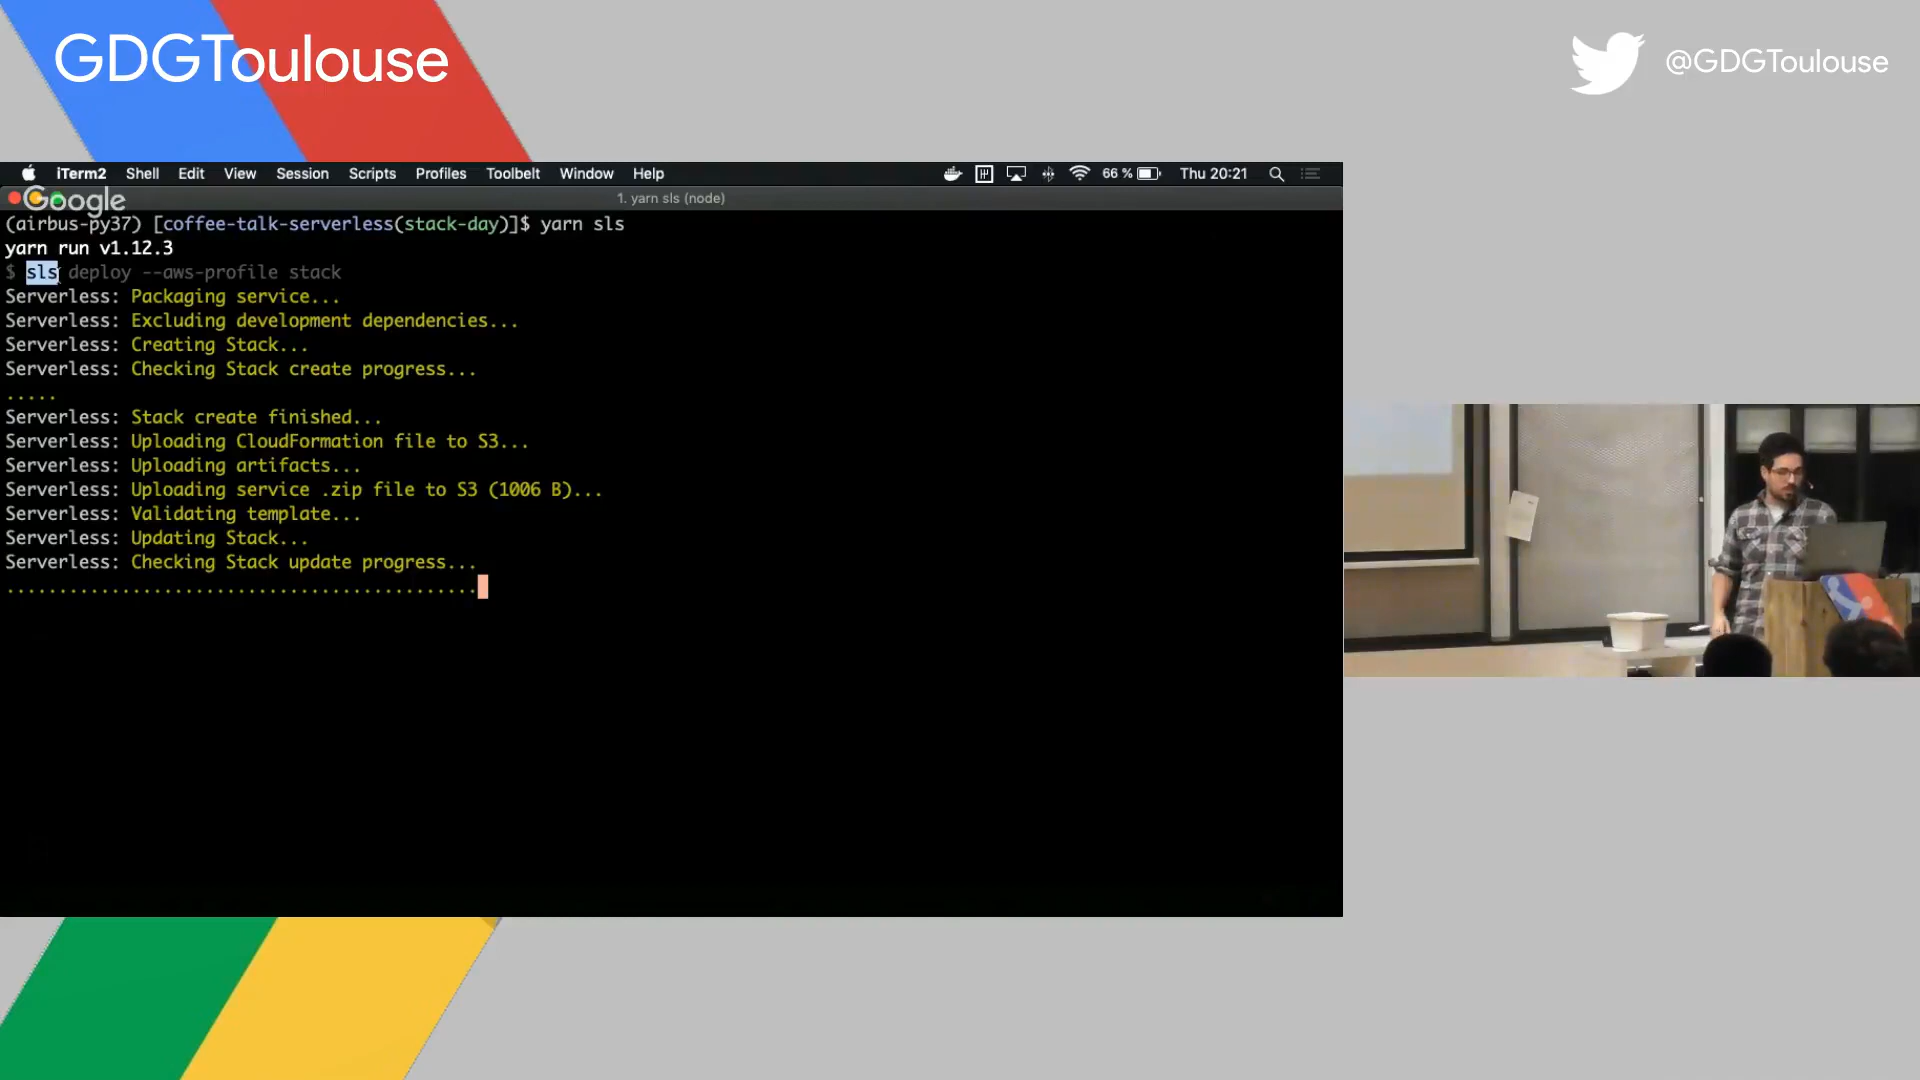 GDGToulouse
@GDGToulouse
iTerm2 Shell Edit View Session Scripts Profiles Toolbelt Window Help 66 % Thu 20:21
Google
1. yarn sls (node)
(airbus-py37) [coffee-talk-serverless(stack-day)]$ yarn sls
yarn run v1.12.3
$ sls deploy --aws-profile stack
Serverless: Packaging service...
Serverless: Excluding development dependencies...
Serverless: Creating Stack...
Serverless: Checking Stack create progress...
.....
Serverless: Stack create finished...
Serverless: Uploading CloudFormation file to S3...
Serverless: Uploading artifacts...
Serverless: Uploading service .zip file to S3 (1006 B)...
Serverless: Validating template...
Serverless: Updating Stack...
Serverless: Checking Stack update progress...
.............................................